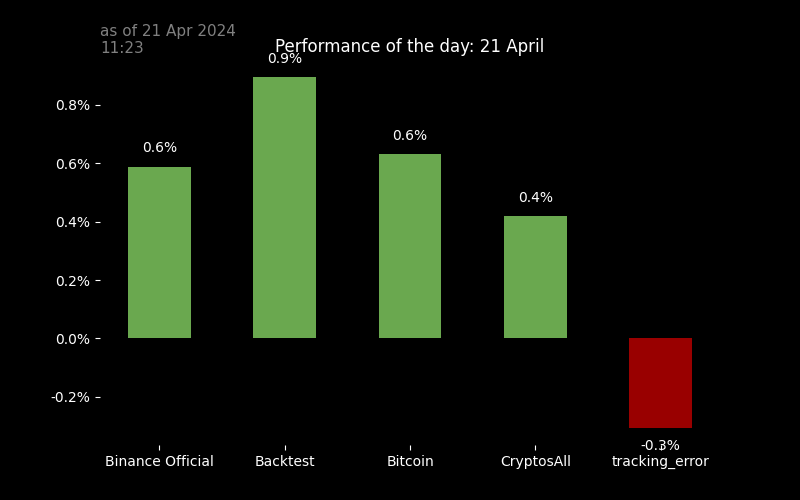 as of 21 Apr 2024
11:23
Performance of the day: 21 April
0.9%
0.8%
0.6%
0.6%
0.6%
0.4%
0.4%
0.2%
0.0%
-0.2%
-0.3%
Binance Official
Backtest
Bitcoin
CryptosAll
tracking_error